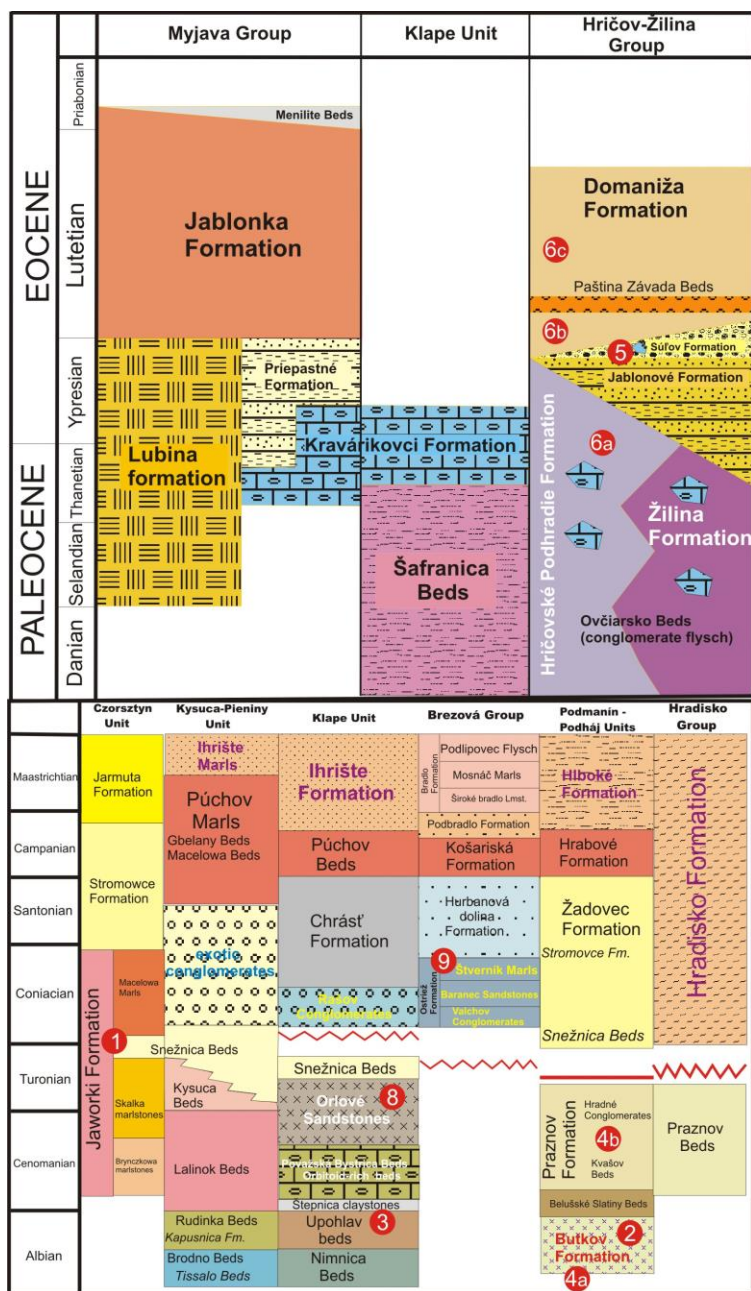 Myjava Group
Klape Unit
Hričov-Žilina
Group
EOCENE
PALEOCENE
Priabonian
Lutetian
Ypresian
Thanetian
Selandian
Danian
Menilite Beds
Jablonka
Formation
Priepastné
Formation
Lubina
formation
Kravárikovci Formation
Šafranica
Beds
Domaniža
Formation
6c
Paština Závada Beds
6b
5
Súľov Formation
Jablonové Formation
6a
Hričovské Podhradie Formation
Žilina
Formation
Ovčiarsko Beds
(conglomerate flysch)
Czorsztyn
Unit
Kysuca-Pieniny
Unit
Klape Unit
Brezová Group
Podmanín -
Podháj Units
Hradisko
Group
Maastrichtian
Campanian
Santonian
Coniacian
Turonian
Cenomanian
Albian
Jarmuta
Formation
Stromowce
Formation
Jaworki Formation
Macelowa
Marls
1
Skalka
marlstones
Brynczkowa
marlstones
Ihrište
Marls
Púchov
Marls
Gbelany Beds
Macelowa Beds
exotic
conglomerates
Snežnica Beds
Kysuca
Beds
Lalinok Beds
Rudinka Beds
Kapusnica Fm.
Brodno Beds
Tissalo Beds
Ihrište
Formation
Púchov
Beds
Chrásť
Formation
Rašov Conglomerates
Snežnica Beds
Orlové
Sandstones
8
Považská Bystrica Beds
Orbitoid-rich beds
Štepnica claystones
Upohlav
beds
3
Nimnica
Beds
Bradlo
Formation
Podlipovec Flysch
Mosnáč Marls
Široké bradlo Lmst.
Podbradlo Formation
Košariská
Formation
Hurbanová
dolina
Formation
9
Ostriež
Formation
Štverník Marls
Baranec Sandstones
Valchov
Conglomerates
Hlboké
Formation
Hrabové
Formation
Žadovec
Formation
Stromovce Fm.
Snežnica Beds
Praznov
Formation
Hradné
Conglomerates
4b
Kvašov
Beds
Belušské Slatiny Beds
2
Butkov
Formation
4a
Hradisko Formation
Praznov
Beds